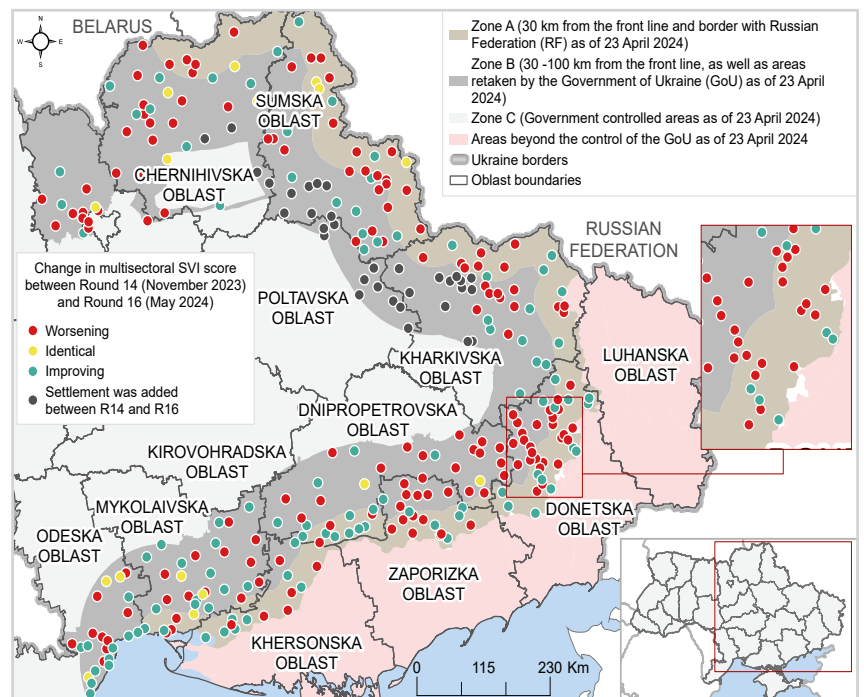 BELARUS
N
W
E
S
Zone A (30 km from the front line and border with Russian
Federation (RF) as of 23 April 2024)
Zone B (30 -100 km from the front line, as well as areas
retaken by the Government of Ukraine (GoU) as of 23 April
2024)
Zone C (Government controlled areas as of 23 April 2024
Areas beyond the control of the GoU as of 23 April 2024
Ukraine borders
Oblast boundaries
SUMSKA
OBLAST
CHERNIHIVSKA
OBLAST
RUSSIAN
FEDERATION
Change in multisectoral SVI score
between Round 14 (November 2023)
and Round 16 (May 2024)
Worsening
Identical
Improving
Settlement was added
between R14 and R16
POLTAVSKA
OBLAST
KHARKIVSKA
OBLAST
LUHANSKA
OBLAST
DNIPROPETROVSKA
OBLAST
KIROVOHRADSKA
OBLAST
MYKOLAIVSKA
OBLAST
ODESKA
OBLAST
DONETSKA
OBLAST
ZAPORIZKA
OBLAST
KHERSONSKA
OBLAST
0 115 230 Km